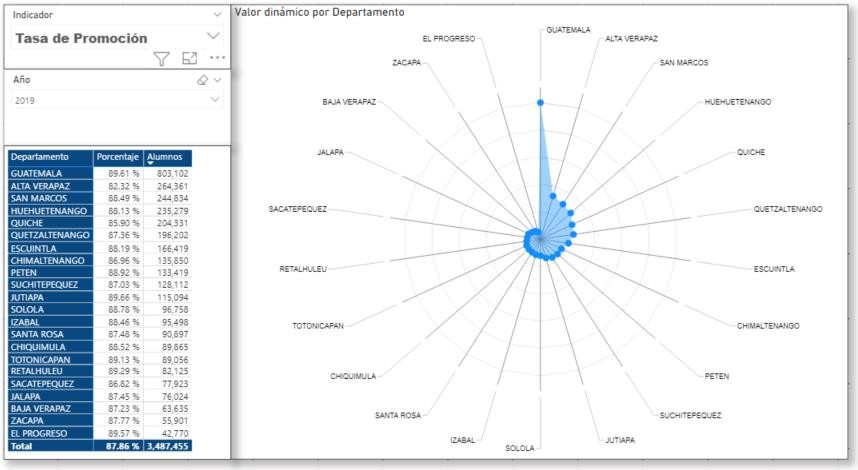 Indicador
Tasa de Promoción
Año
2019
Departamento Porcentaje Alumnos
GUATEMALA 89.61 % 803,102
ALTA VERAPAZ 82.32 % 264,361
SAN MARCOS 88.49 % 244,834
HUEHUETENANGO 88.13 % 235,279
QUICHE 85.90 % 204,331
QUETZALTENANGO 87.36 % 196,202
ESCUINTLA 88.19 % 166,419
CHIMALTENANGO 86.96 % 135,850
PETEN 88.92 % 133,419
SUCHITEPEQUEZ 87.03 % 128,112
JUTIAPA 89.66 % 115,094
SOLOLA 88.78 % 96,758
IZABAL 88.46 % 95,498
SANTA ROSA 87.48 % 90,897
CHIQUIMULA 88.52 % 89,865
TOTONICAPAN 89.13 % 89,056
RETALHULEU 89.29 % 82,125
SACATEPEQUEZ 86.82 % 77,923
JALAPA 87.45 % 76,024
BAJA VERAPAZ 87.23 % 63,635
ZACAPA 87.77 % 55,901
EL PROGRESO 89.57 % 42,770
Total 87.86 % 3,487,455
Valor dinámico por Departamento
GUATEMALA
ALTA VERAPAZ
SAN MARCOS
HUEHUETENANGO
QUICHE
QUETZALTENANGO
ESCUINTLA
CHIMALTENANGO
PETEN
SUCHITEPEQUEZ
JUTIAPA
SOLOLA
IZABAL
SANTA ROSA
CHIQUIMULA
TOTONICAPAN
RETALHULEU
SACATEPEQUEZ
JALAPA
BAJA VERAPAZ
ZACAPA
EL PROGRESO